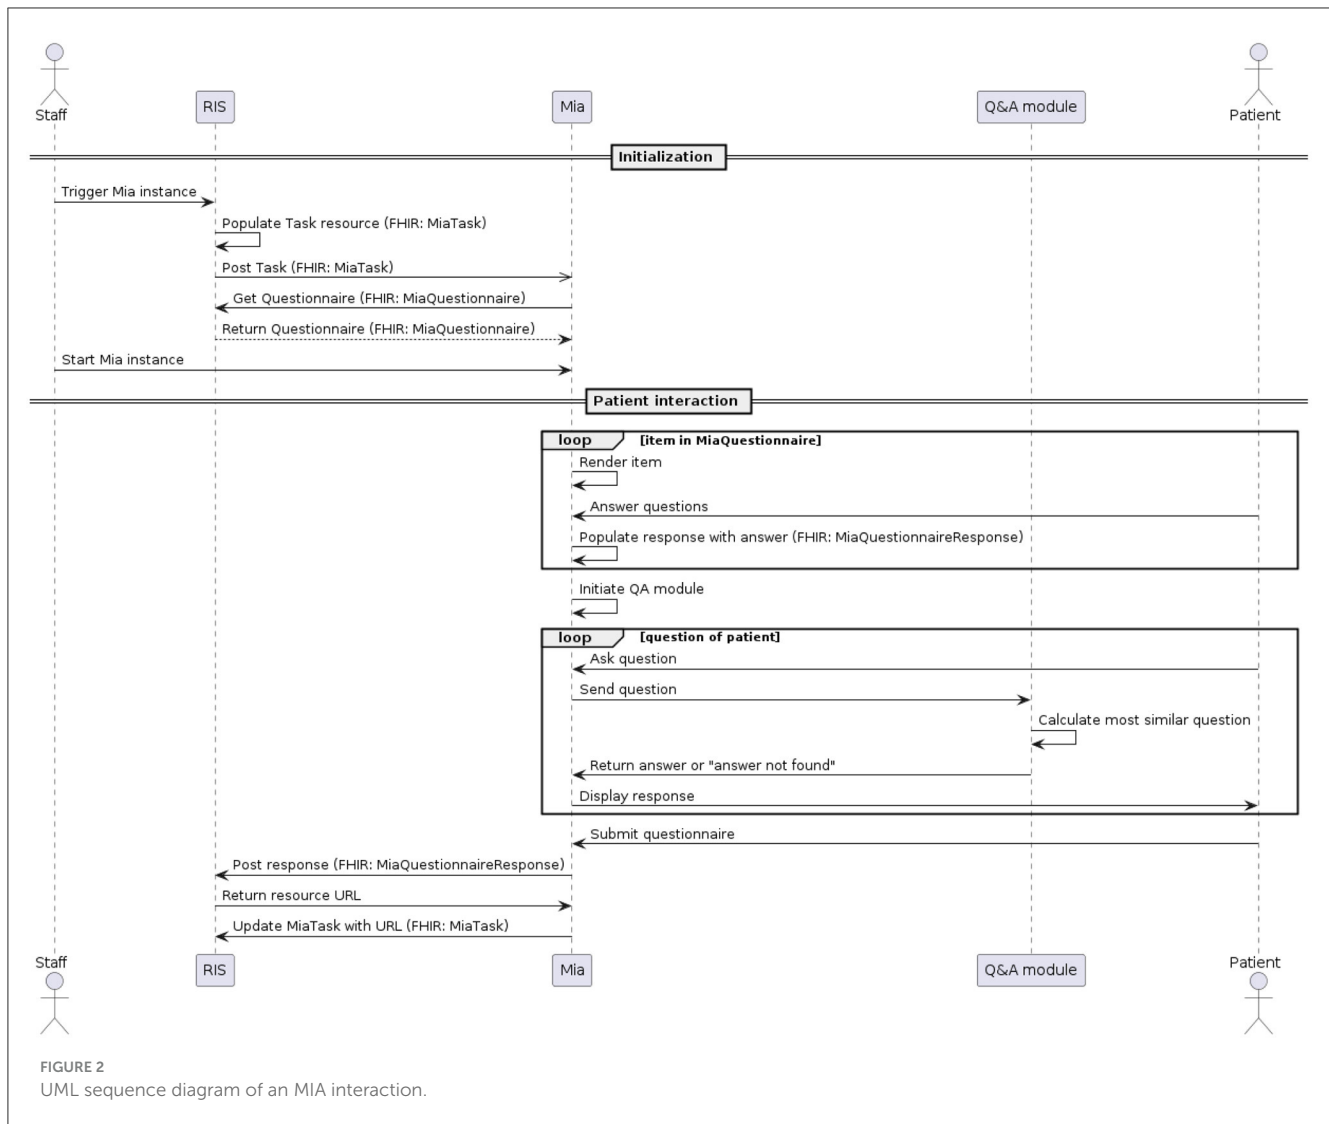 Staff
RIS
Mia
Q&A module
Patient
Initialization
Trigger Mia instance
Populate Task resource (FHIR: MiaTask)
Post Task (FHIR: MiaTask)
Get Questionnaire (FHIR: MiaQuestionnaire)
Return Questionnaire (FHIR: MiaQuestionnaire)
Start Mia instance
Patient interaction
loop [item in MiaQuestionnaire]
Render item
Answer questions
Populate response with answer (FHIR: MiaQuestionnaireResponse)
Initiate QA module
loop [question of patient]
Ask question
Send question
Calculate most similar question
Return answer or "answer not found"
Display response
Submit questionnaire
Post response (FHIR: MiaQuestionnaireResponse)
Return resource URL
Update MiaTask with URL (FHIR: MiaTask)
Staff
RIS
Mia
Q&A module
Patient
FIGURE 2
UML sequence diagram of an MIA interaction.